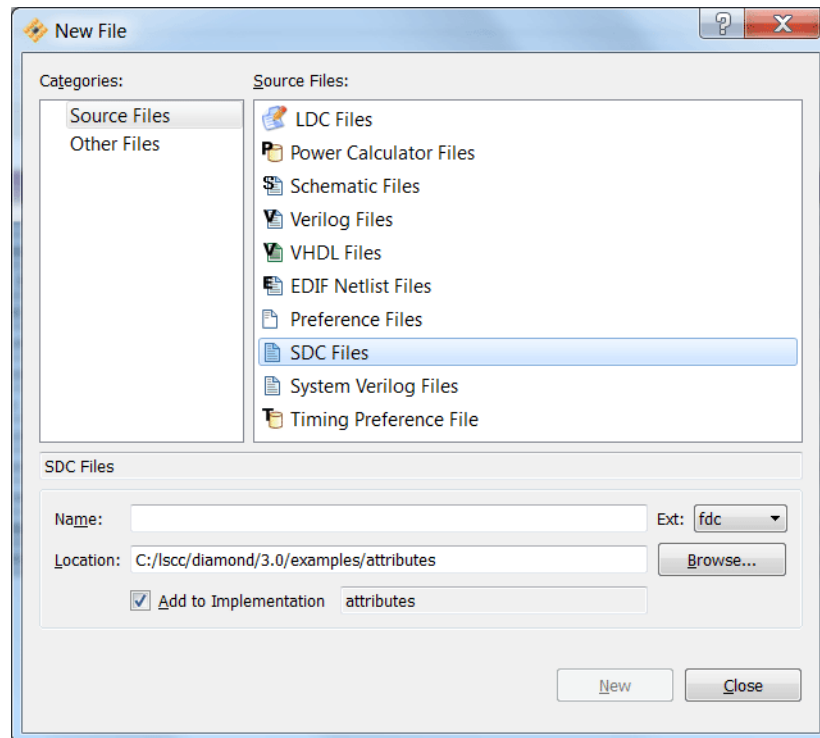 New File
Categories:
Source Files:
Source Files
Other Files
LDC Files
Power Calculator Files
Schematic Files
Verilog Files
VHDL Files
EDIF Netlist Files
Preference Files
SDC Files
System Verilog Files
Timing Preference File
SDC Files
Name:
Ext: fdc
Location: C:/lscc/diamond/3.0/examples/attributes
Browse...
Add to Implementation attributes
New
Close